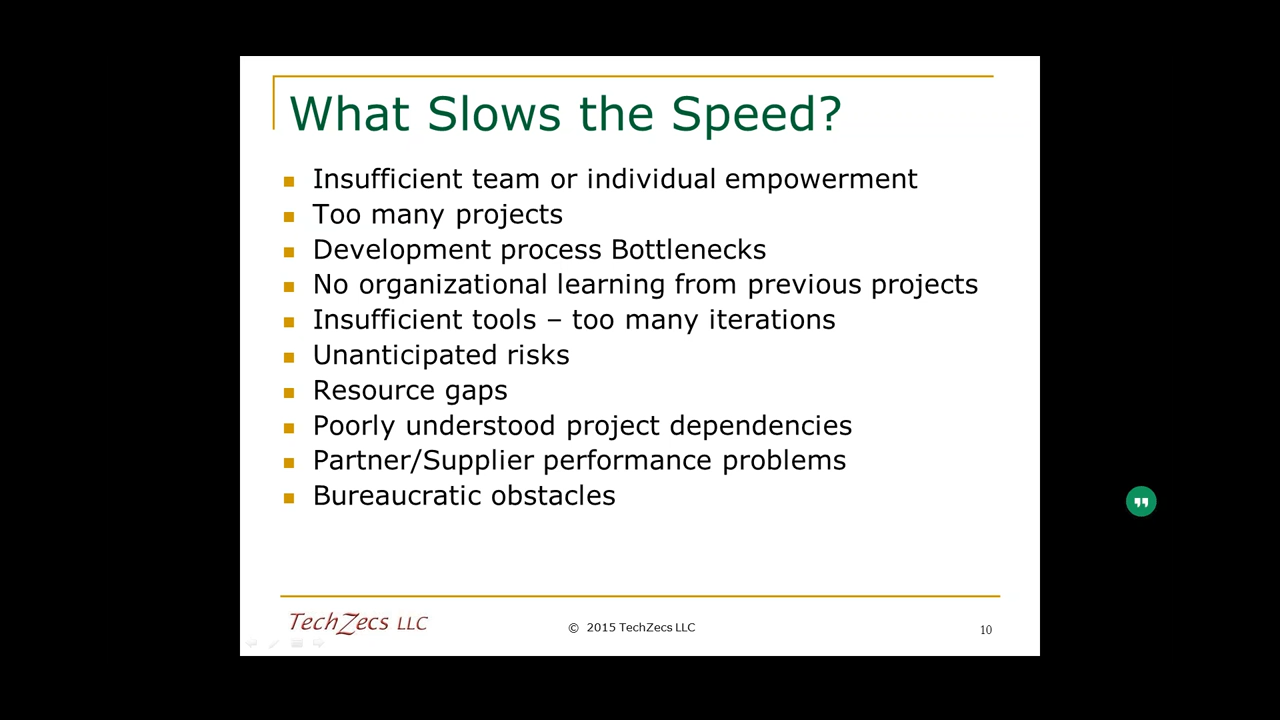 What Slows the Speed?
Insufficient team or individual empowerment
Too many projects
Development process Bottlenecks
No organizational learning from previous projects
Insufficient tools – too many iterations
Unanticipated risks
Resource gaps
Poorly understood project dependencies
Partner/Supplier performance problems
Bureaucratic obstacles
TechZecs LLC
© 2015 TechZecs LLC
10